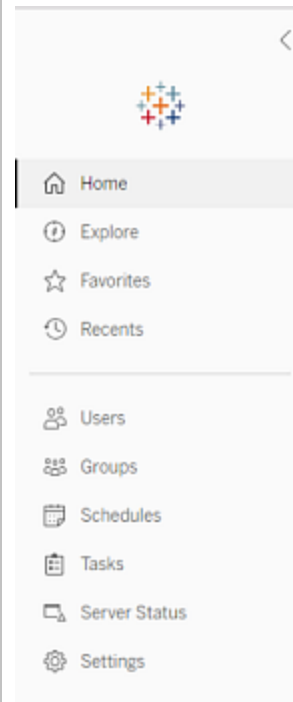 Home
Explore
Favorites
Recents
Users
Groups
Schedules
Tasks
Server Status
Settings